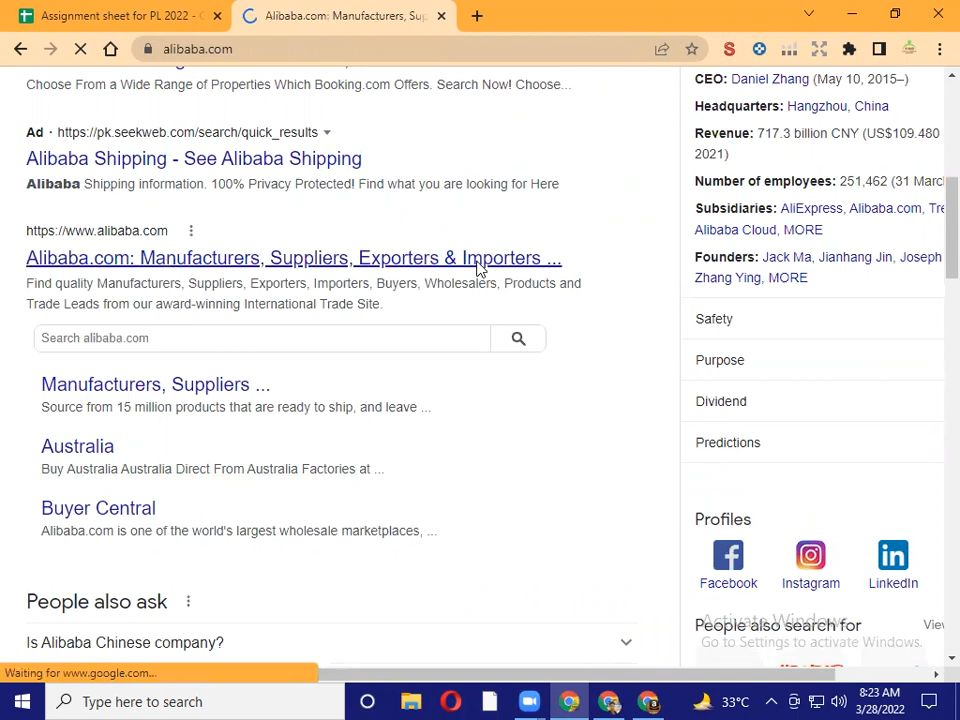 Assignment sheet for PL 2022 -
Alibaba.com: Manufacturers, Sup
alibaba.com
Choose From a Wide Range of Properties Which Booking.com Offers. Search Now! Choose...
Ad · https://pk.seekweb.com/search/quick_results
Alibaba Shipping - See Alibaba Shipping
Alibaba Shipping information. 100% Privacy Protected! Find what you are looking for Here
https://www.alibaba.com
Alibaba.com: Manufacturers, Suppliers, Exporters & Importers ...
Find quality Manufacturers, Suppliers, Exporters, Importers, Buyers, Wholesalers, Products and
Trade Leads from our award-winning International Trade Site.
Search alibaba.com
Manufacturers, Suppliers ...
Source from 15 million products that are ready to ship, and leave ...
Australia
Buy Australia Australia Direct From Australia Factories at ...
Buyer Central
Alibaba.com is one of the world's largest wholesale marketplaces, ...
People also ask
Is Alibaba Chinese company?
CEO: Daniel Zhang (May 10, 2015–)
Headquarters: Hangzhou, China
Revenue: 717.3 billion CNY (US$109.480
2021)
Number of employees: 251,462 (31 Marc
Subsidiaries: AliExpress, Alibaba.com, Tre
Alibaba Cloud, MORE
Founders: Jack Ma, Jianhang Jin, Joseph
Zhang Ying, MORE
Safety
Purpose
Dividend
Predictions
Profiles
Facebook
Instagram
LinkedIn
People also search for
View
Activate Windows
Go to Settings to activate Windows.
Waiting for www.google.com...
Type here to search
33°C
8:23 AM
3/28/2022